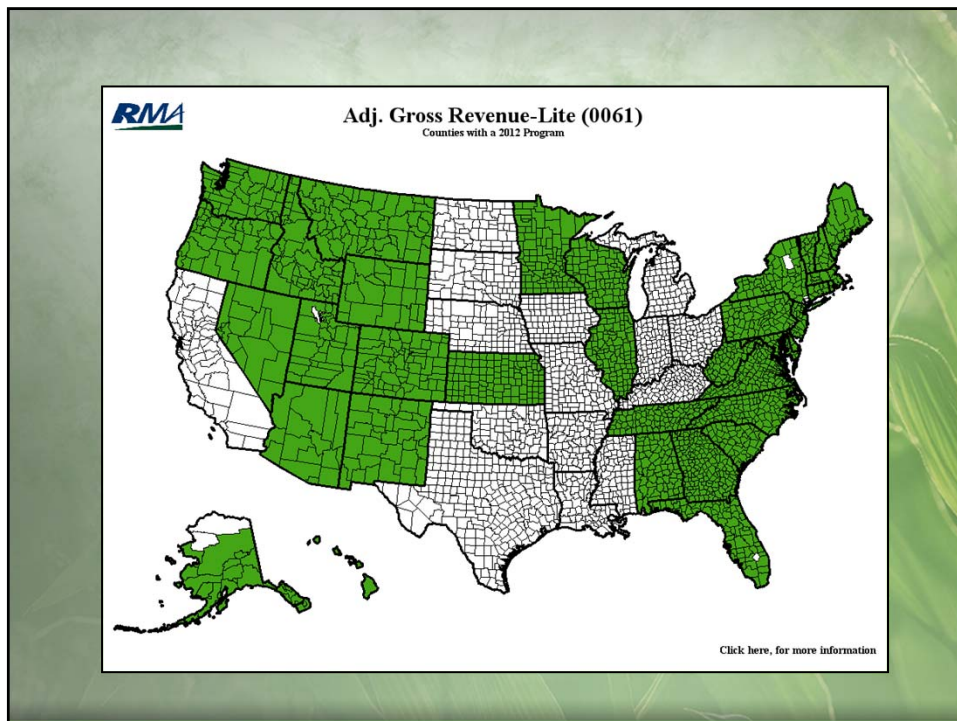 RMA
Adj. Gross Revenue-Lite (0061)
Counties with a 2012 Program
Click here, for more information